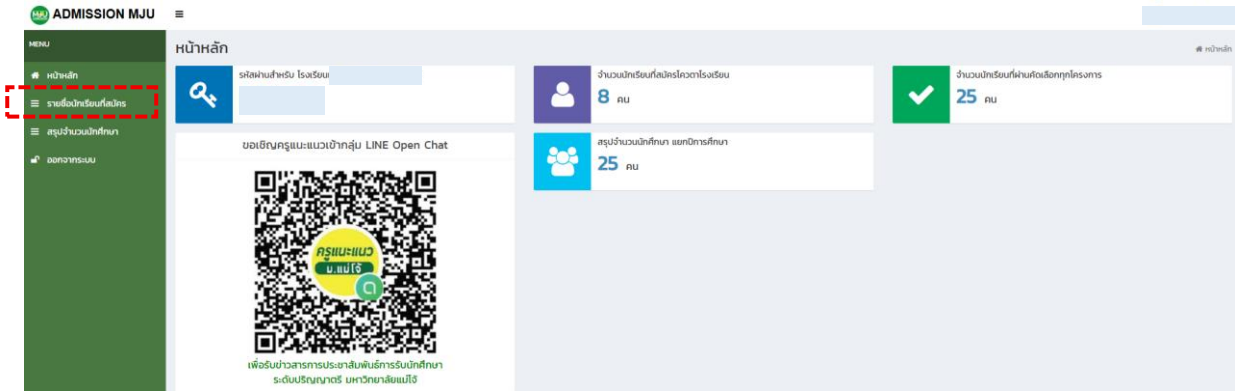 MJU ADMISSION MJU
MENU
หน้าหลัก
รายชื่อนักเรียนที่สมัคร
สรุปจำนวนนักศึกษา
ออกจากระบบ
หน้าหลัก
หน้าหลัก
รหัสผ่านสำหรับ โรงเรียน
จำนวนนักเรียนที่สมัครโควตาโรงเรียน
8 คน
จำนวนนักเรียนที่ผ่านคัดเลือกทุกโครงการ
25 คน
ขอเชิญครูแนะแนวเข้ากลุ่ม LINE Open Chat
สรุปจำนวนนักศึกษา แยกปีการศึกษา
25 คน
ครูแนะแนว
ม.แม่โจ้
เพื่อรับข่าวสารการประชาสัมพันธ์การรับนักศึกษา
ระดับปริญญาตรี มหาวิทยาลัยแม่โจ้